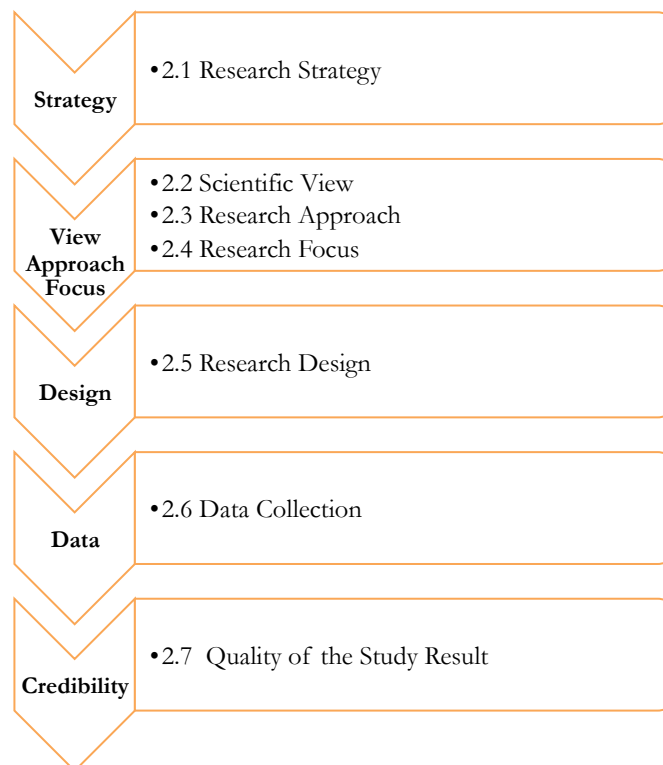 Strategy
•2.1 Research Strategy
View
Approach
Focus
•2.2 Scientific View
•2.3 Research Approach
•2.4 Research Focus
Design
•2.5 Research Design
Data
•2.6 Data Collection
Credibility
•2.7 Quality of the Study Result